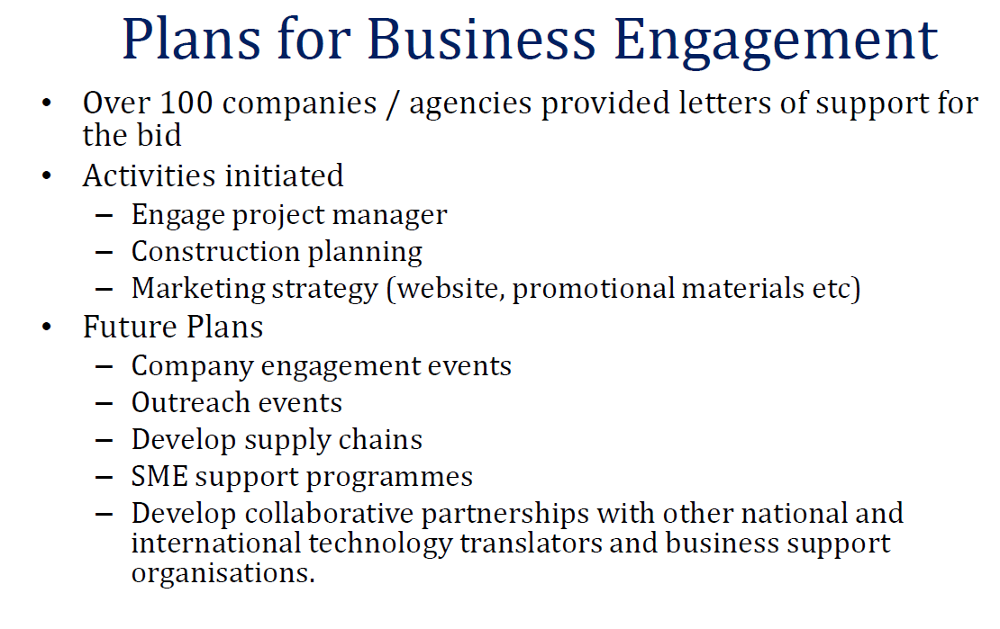 Plans for Business Engagement
• Over 100 companies / agencies provided letters of support for
the bid
• Activities initiated
– Engage project manager
– Construction planning
– Marketing strategy (website, promotional materials etc)
• Future Plans
– Company engagement events
– Outreach events
– Develop supply chains
– SME support programmes
– Develop collaborative partnerships with other national and
international technology translators and business support
organisations.